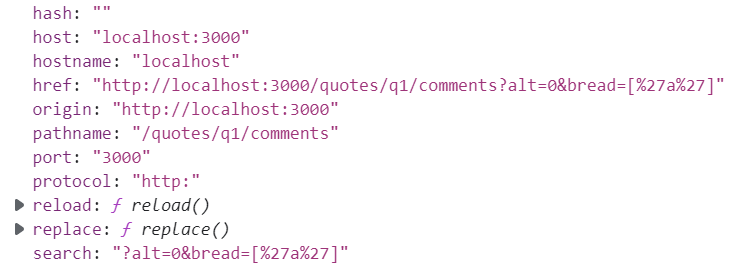 hash: ""
host: "localhost:3000"
hostname: "localhost"
href: "http://localhost:3000/quotes/q1/comments?alt=0&bread=[%27a%27]"
origin: "http://localhost:3000"
pathname: "/quotes/q1/comments"
port: "3000"
protocol: "http:"
reload: ƒ reload()
replace: ƒ replace()
search: "?alt=0&bread=[%27a%27]"